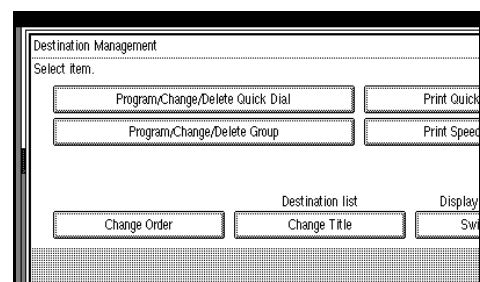 Destination Management
Select item.
Program/Change/Delete Quick Dial Print Quick
Program/Change/Delete Group Print Speed
Destination list Display
Change Order Change Title Swi